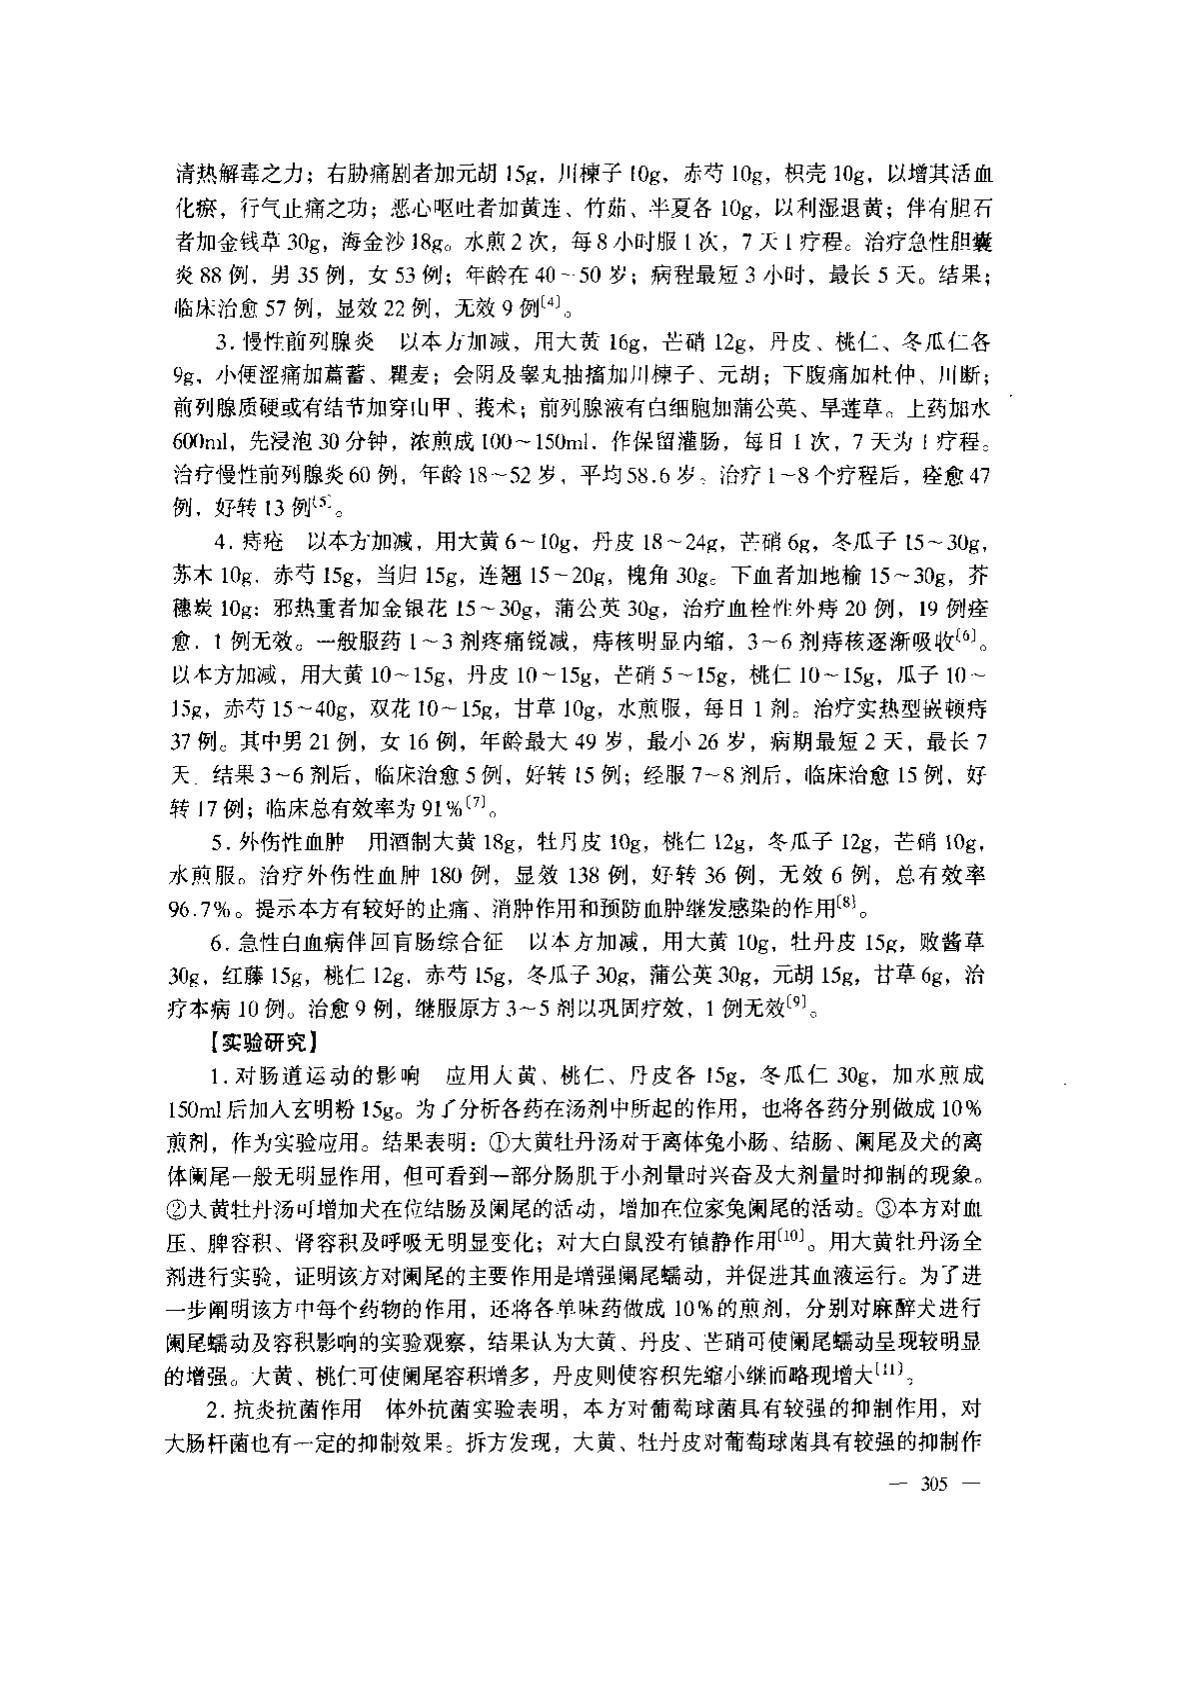 清热解毒之力；右胁痛剧者加元胡 15g，川楝子 10g，赤芍 10g，枳壳 10g，以增其活血
化瘀，行气止痛之功；恶心呕吐者加黄连、竹茹、半夏各 10g，以利湿退黄；伴有胆石
者加金钱草 30g，海金沙 18g。水煎 2 次，每 8 小时服 1 次，7 天 1 疗程。治疗急性胆囊
炎 88 例，男 35 例，女 53 例；年龄在 40～50 岁；病程最短 3 小时，最长 5 天。结果；
临床治愈 57 例，显效 22 例，无效 9 例〔4〕。
3. 慢性前列腺炎　以本方加减，用大黄 16g，芒硝 12g，丹皮、桃仁、冬瓜仁各
9g，小便涩痛加萹蓄、瞿麦；会阴及睾丸抽搐加川楝子、元胡；下腹痛加杜仲、川断；
前列腺质硬或有结节加穿山甲、莪术；前列腺液有白细胞加蒲公英、旱莲草。上药加水
600ml，先浸泡 30 分钟，浓煎成 100～150ml．作保留灌肠，每日 1 次，7 天为 1 疗程。
治疗慢性前列腺炎 60 例，年龄 18～52 岁，平均 58.6 岁。治疗 1～8 个疗程后，痊愈 47
例，好转 13 例〔5〕。
4. 痔疮　以本方加减，用大黄 6～10g，丹皮 18～24g，芒硝 6g，冬瓜子 15～30g，
苏木 10g，赤芍 15g，当归 15g，连翘 15～20g，槐角 30g。下血者加地榆 15～30g，芥
穗炭 10g；邪热重者加金银花 15～30g，蒲公英 30g，治疗血栓性外痔 20 例，19 例痊
愈，1 例无效。一般服药 1～3 剂疼痛锐减，痔核明显内缩，3～6 剂痔核逐渐吸收〔6〕。
以本方加减，用大黄 10～15g，丹皮 10～15g，芒硝 5～15g，桃仁 10～15g，瓜子 10～
15g，赤芍 15～40g，双花 10～15g，甘草 10g，水煎服，每日 1 剂。治疗实热型嵌顿痔
37 例。其中男 21 例，女 16 例，年龄最大 49 岁，最小 26 岁，病期最短 2 天，最长 7
天．结果 3～6 剂后，临床治愈 5 例，好转 15 例；经服 7～8 剂后，临床治愈 15 例，好
转 17 例；临床总有效率为 91%〔7〕。
5. 外伤性血肿　用酒制大黄 18g，牡丹皮 10g，桃仁 12g，冬瓜子 12g，芒硝 10g，
水煎服。治疗外伤性血肿 180 例，显效 138 例，好转 36 例，无效 6 例，总有效率
96.7%。提示本方有较好的止痛、消肿作用和预防血肿继发感染的作用〔8〕。
6. 急性白血病伴回盲肠综合征　以本方加减，用大黄 10g，牡丹皮 15g，败酱草
30g，红藤 15g，桃仁 12g，赤芍 15g，冬瓜子 30g，蒲公英 30g，元胡 15g，甘草 6g，治
疗本病 10 例。治愈 9 例，继服原方 3～5 剂以巩固疗效，1 例无效〔9〕。
【实验研究】
1. 对肠道运动的影响　应用大黄、桃仁、丹皮各 15g，冬瓜仁 30g，加水煎成
150ml 后加入玄明粉 15g。为了分析各药在汤剂中所起的作用，也将各药分别做成 10%
煎剂，作为实验应用。结果表明：①大黄牡丹汤对于离体兔小肠、结肠、阑尾及犬的离
体阑尾一般无明显作用，但可看到一部分肠肌于小剂量时兴奋及大剂量时抑制的现象。
②大黄牡丹汤可增加犬在位结肠及阑尾的活动，增加在位家兔阑尾的活动。③本方对血
压、脾容积、肾容积及呼吸无明显变化；对大白鼠没有镇静作用〔10〕。用大黄牡丹汤全
剂进行实验，证明该方对阑尾的主要作用是增强阑尾蠕动，并促进其血液运行。为了进
一步阐明该方中每个药物的作用，还将各单味药做成 10%的煎剂，分别对麻醉犬进行
阑尾蠕动及容积影响的实验观察，结果认为大黄、丹皮、芒硝可使阑尾蠕动呈现较明显
的增强。大黄、桃仁可使阑尾容积增多，丹皮则使容积先缩小继而略现增大〔11〕。
2. 抗炎抗菌作用　体外抗菌实验表明，本方对葡萄球菌具有较强的抑制作用，对
大肠杆菌也有一定的抑制效果。拆方发现，大黄、牡丹皮对葡萄球菌具有较强的抑制作
— 305 —